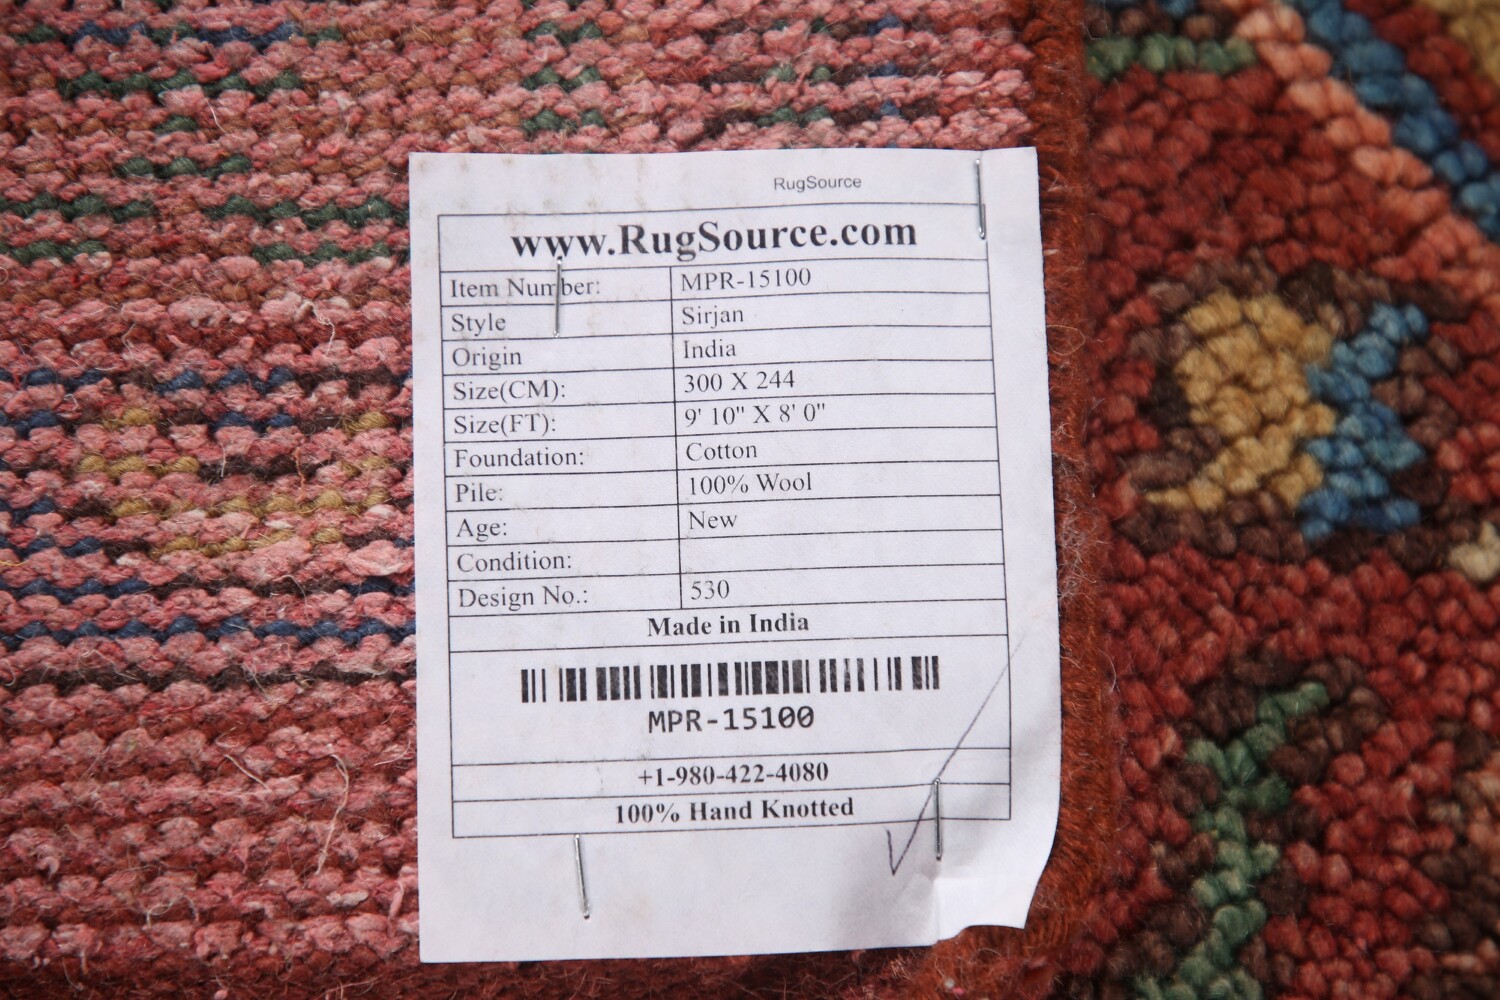 RugSource
www.RugSource.com
Item Number: MPR-15100
Style Sirjan
Origin India
Size(CM): 300 X 244
Size(FT): 9' 10" X 8' 0"
Foundation: Cotton
Pile: 100% Wool
Age: New
Condition:
Design No.: 530
Made in India
MPR-15100
+1-980-422-4080
100% Hand Knotted